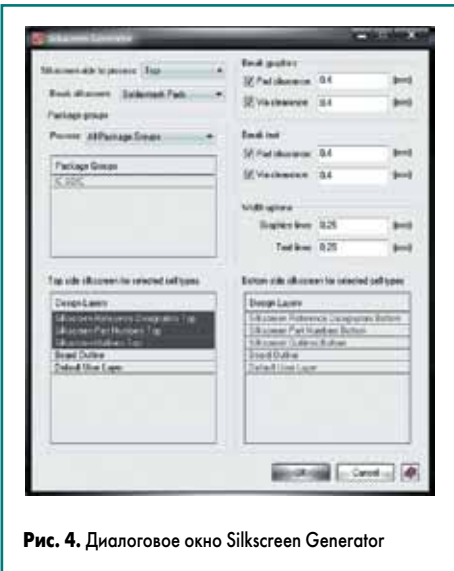 Silkscreen Generator
Silkscreen side to process: Top
Break silkscreen: Soldermask Pads
Package groups
Process: All Package Groups
Package Groups
IC SOIC
Break graphics
Pad clearance: 0.4 (mm)
Via clearance: 0.4 (mm)
Break text
Pad clearance: 0.4 (mm)
Via clearance: 0.4 (mm)
Width options
Graphics lines: 0.25 (mm)
Text lines: 0.25 (mm)
Top side silkscreen for selected cell types
Design Layers
Silkscreen Reference Designators Top
Silkscreen Part Numbers Top
Silkscreen Outlines Top
Board Outline
Default User Layer
Bottom side silkscreen for selected cell types
Design Layers
Silkscreen Reference Designators Bottom
Silkscreen Part Numbers Bottom
Silkscreen Outlines Bottom
Board Outline
Default User Layer
OK
Cancel
Рис. 4. Диалоговое окно Silkscreen Generator